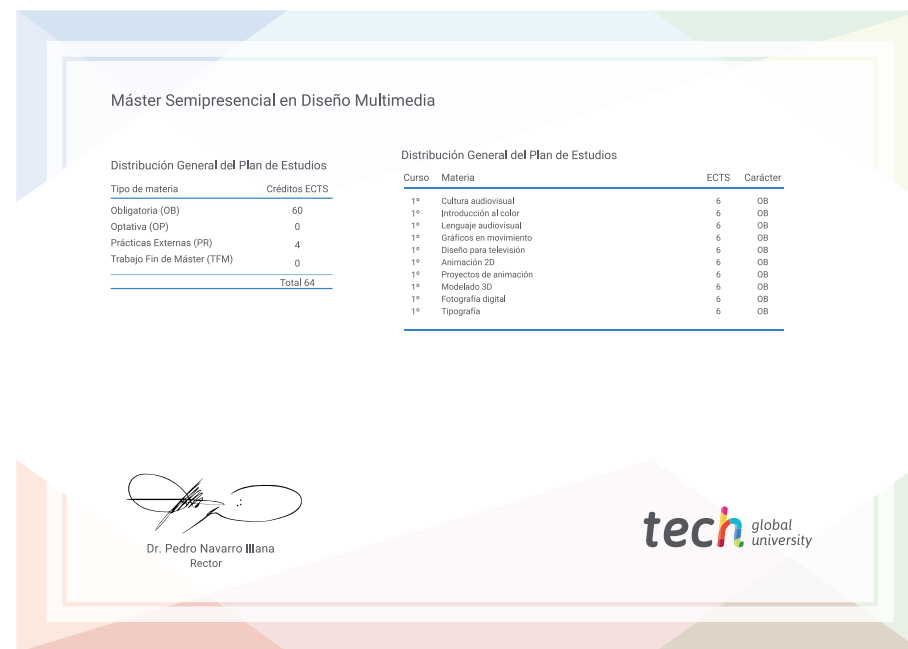 Máster Semipresencial en Diseño Multimedia
Distribución General del Plan de Estudios
Tipo de materia Créditos ECTS
Obligatoria (OB) 60
Optativa (OP) 0
Prácticas Externas (PR) 4
Trabajo Fin de Máster (TFM) 0
Total 64
Distribución General del Plan de Estudios
Curso Materia ECTS Carácter
1º Cultura audiovisual 6 OB
1º Introducción al color 6 OB
1º Lenguaje audiovisual 6 OB
1º Gráficos en movimiento 6 OB
1º Diseño para televisión 6 OB
1º Animación 2D 6 OB
1º Proyectos de animación 6 OB
1º Modelado 3D 6 OB
1º Fotografía digital 6 OB
1º Tipografía 6 OB
Dr. Pedro Navarro Illana
Rector
tech global
university